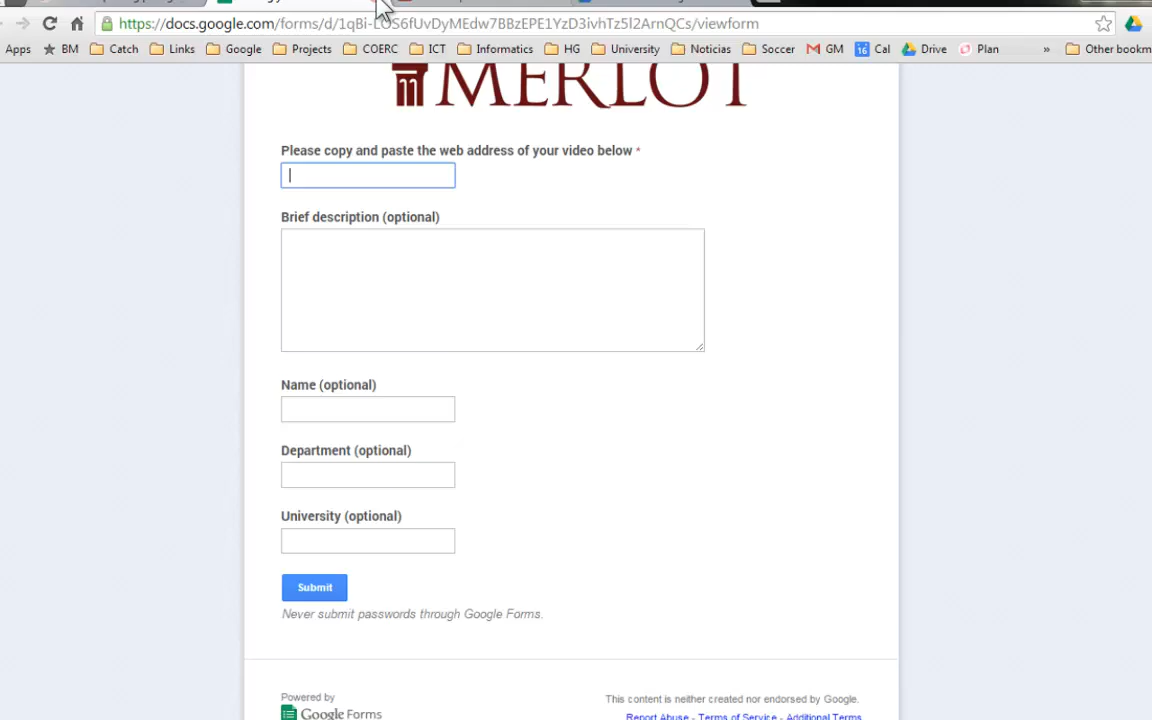 https://docs.google.com/forms/d/1qBi-LOS6fUvDyMEdw7BBzEPE1YzD3ivhTz5l2ArnQCs/viewform
Apps BM Catch Links Google Projects COERC ICT Informatics HG University Noticias Soccer GM 16 Cal Drive Plan » Other bookm
MERLOT
Please copy and paste the web address of your video below *
Brief description (optional)
Name (optional)
Department (optional)
University (optional)
Submit
Never submit passwords through Google Forms.
Powered by
Google Forms
This content is neither created nor endorsed by Google.
Report Abuse - Terms of Service - Additional Terms